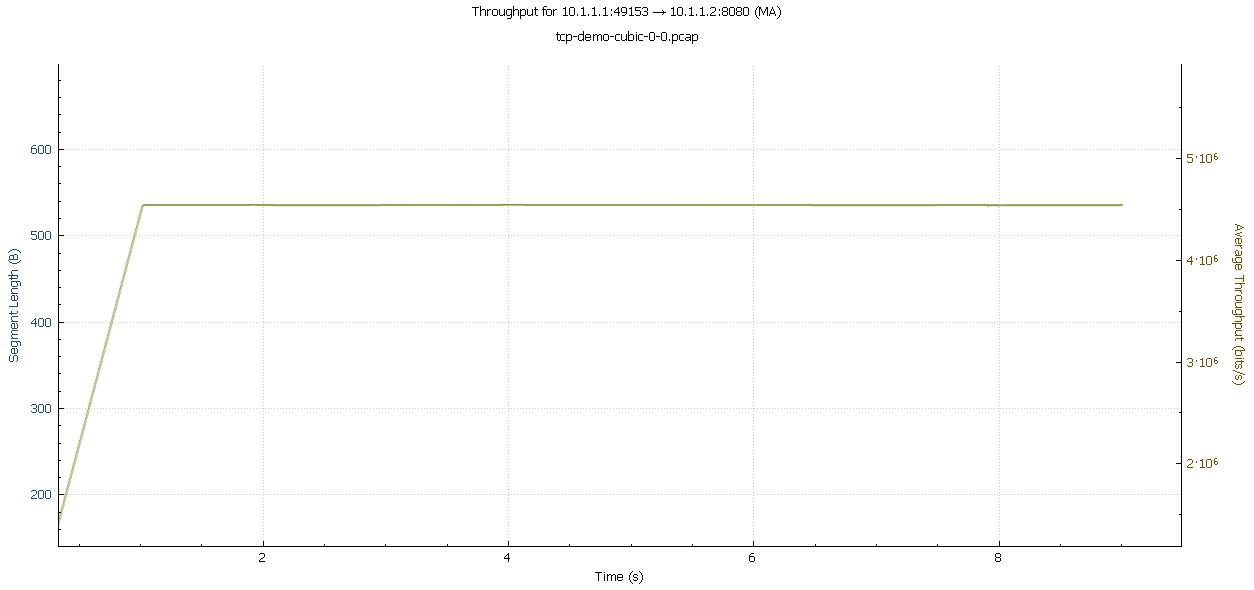 Throughput for 10.1.1.1:49153 → 10.1.1.2:8080 (MA)
tcp-demo-cubic-0-0.pcap
600
500
400
300
200
Segment Length (B)
5·10⁶
4·10⁶
3·10⁶
2·10⁶
Average Throughput (bits/s)
2
4
6
8
Time (s)